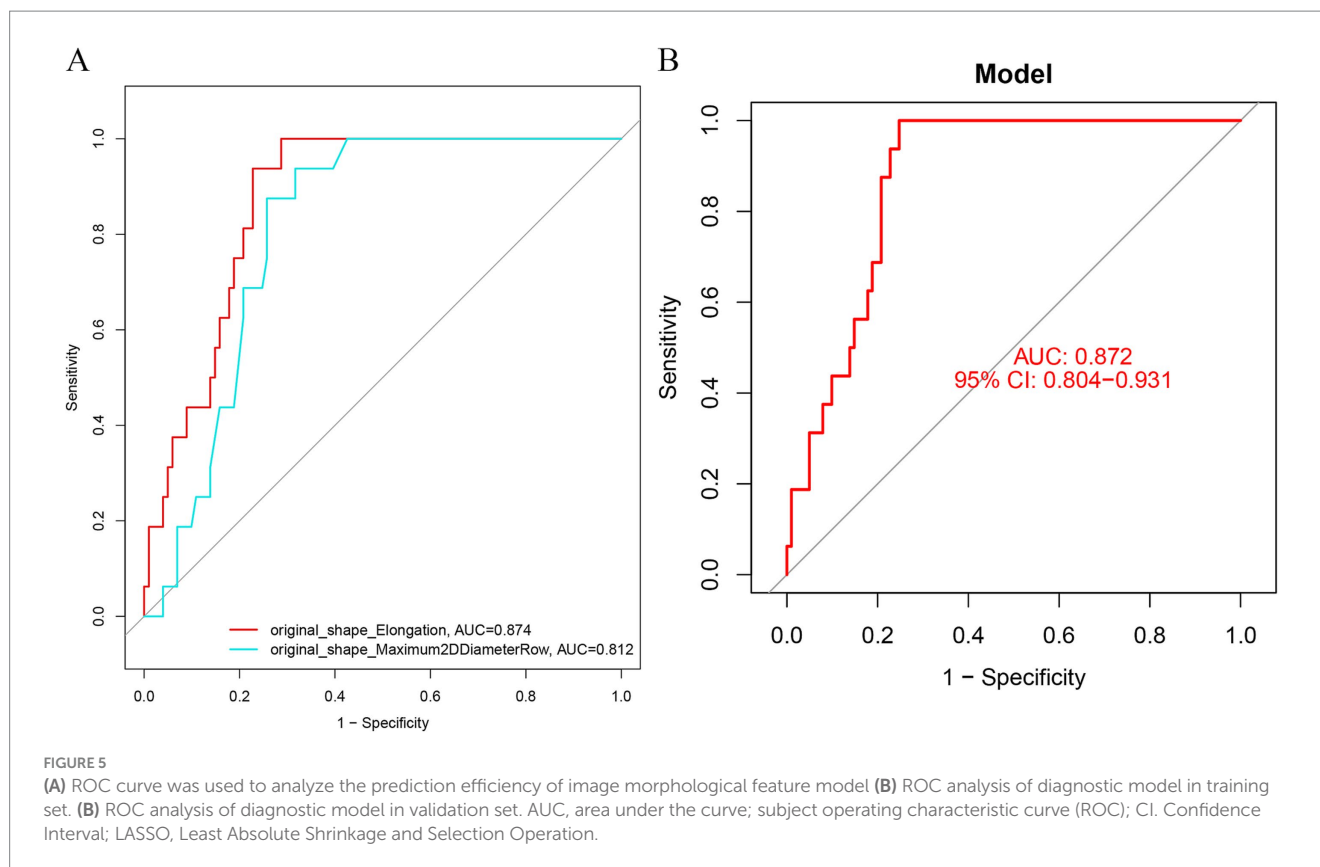 A
1.0
0.8
0.6
0.4
0.2
0.0
Sensitivity
original_shape_Elongation, AUC=0.874
original_shape_Maximum2DDiameterRow, AUC=0.812
0.0 0.2 0.4 0.6 0.8 1.0
1 − Specificity
B
Model
1.0
0.8
0.6
0.4
0.2
0.0
Sensitivity
AUC: 0.872
95% CI: 0.804−0.931
0.0 0.2 0.4 0.6 0.8 1.0
1 − Specificity
FIGURE 5
(A) ROC curve was used to analyze the prediction efficiency of image morphological feature model (B) ROC analysis of diagnostic model in training
set. (B) ROC analysis of diagnostic model in validation set. AUC, area under the curve; subject operating characteristic curve (ROC); CI. Confidence
Interval; LASSO, Least Absolute Shrinkage and Selection Operation.